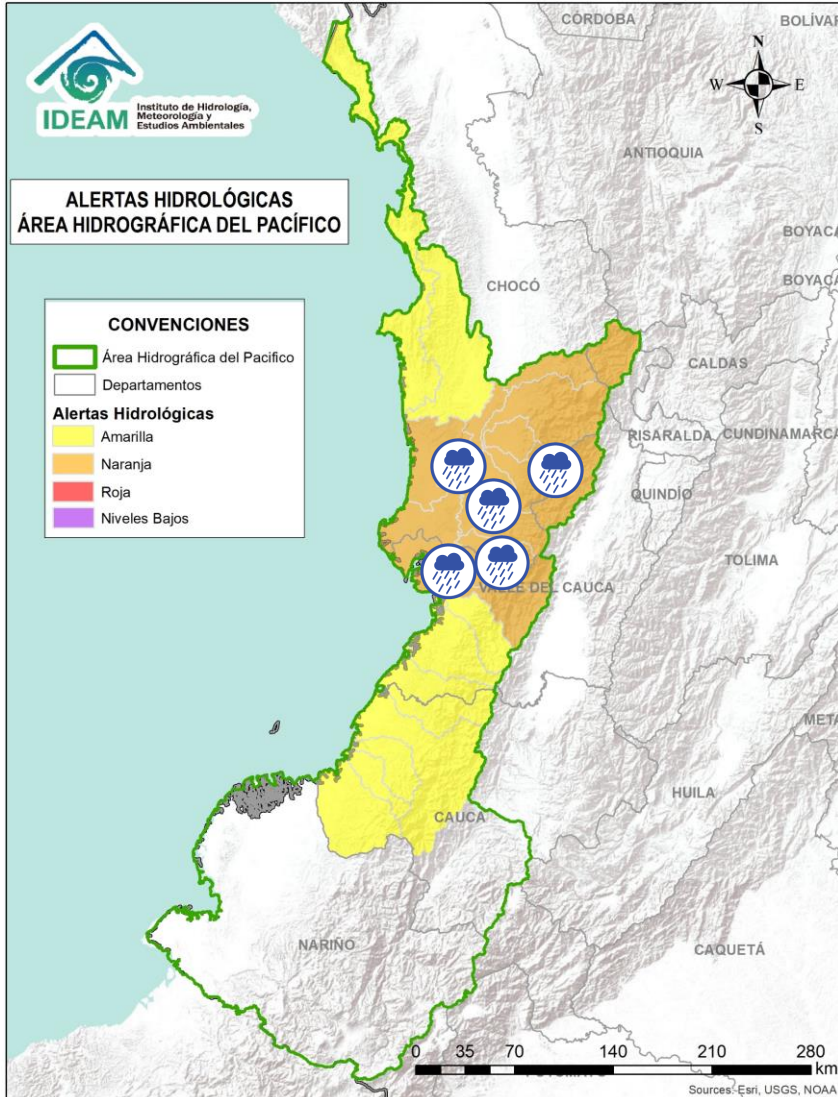 CÓRDOBA
BOLÍVAR
N
W
E
S
IDEAM
Instituto de Hidrología,
Meteorología y
Estudios Ambientales
ANTIOQUIA
ALERTAS HIDROLÓGICAS
ÁREA HIDROGRÁFICA DEL PACÍFICO
BOYACÁ
BOYACÁ
CHOCÓ
CONVENCIONES
Área Hidrográfica del Pacifico
Departamentos
Alertas Hidrológicas
Amarilla
Naranja
Roja
Niveles Bajos
CALDAS
RISARALDA
CUNDINAMARCA
QUINDÍO
TOLIMA
VALLE DEL CAUCA
META
HUILA
CAUCA
NARIÑO
CAQUETÁ
0 35 70 140 210 280
km
Sources: Esri, USGS, NOAA